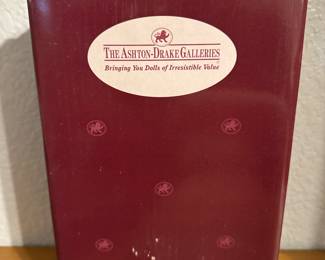 THE ASHTON-DRAKE GALLERIES
Bringing You Dolls of Irresistible Value